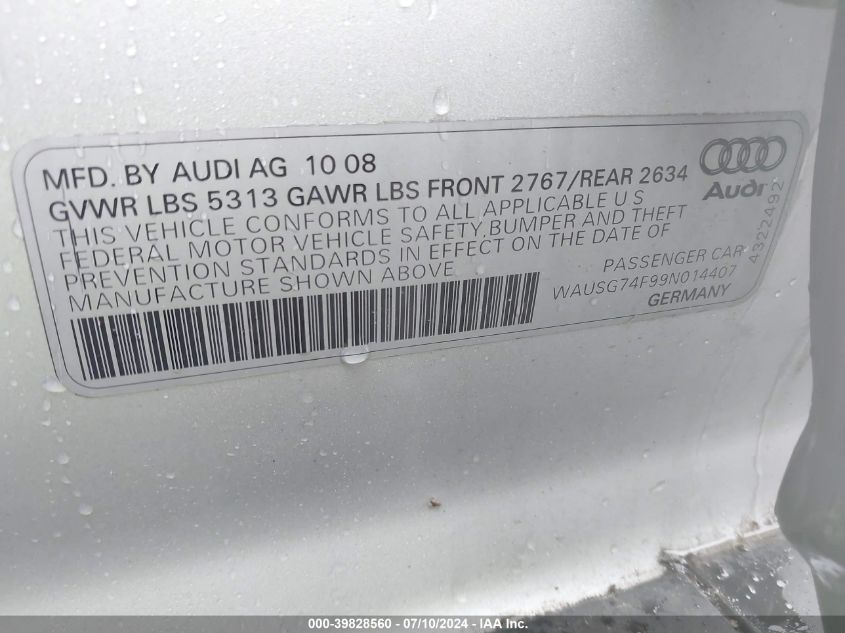 MFD. BY AUDI AG 10 08
GVWR LBS 5313 GAWR LBS FRONT 2767/REAR 2634
THIS VEHICLE CONFORMS TO ALL APPLICABLE U S
FEDERAL MOTOR VEHICLE SAFETY, BUMPER AND THEFT
PREVENTION STANDARDS IN EFFECT ON THE DATE OF
MANUFACTURE SHOWN ABOVE
PASSENGER CAR
WAUSG74F99N014407
GERMANY
Audi
4322492
000-39828560 - 07/10/2024 - IAA Inc.